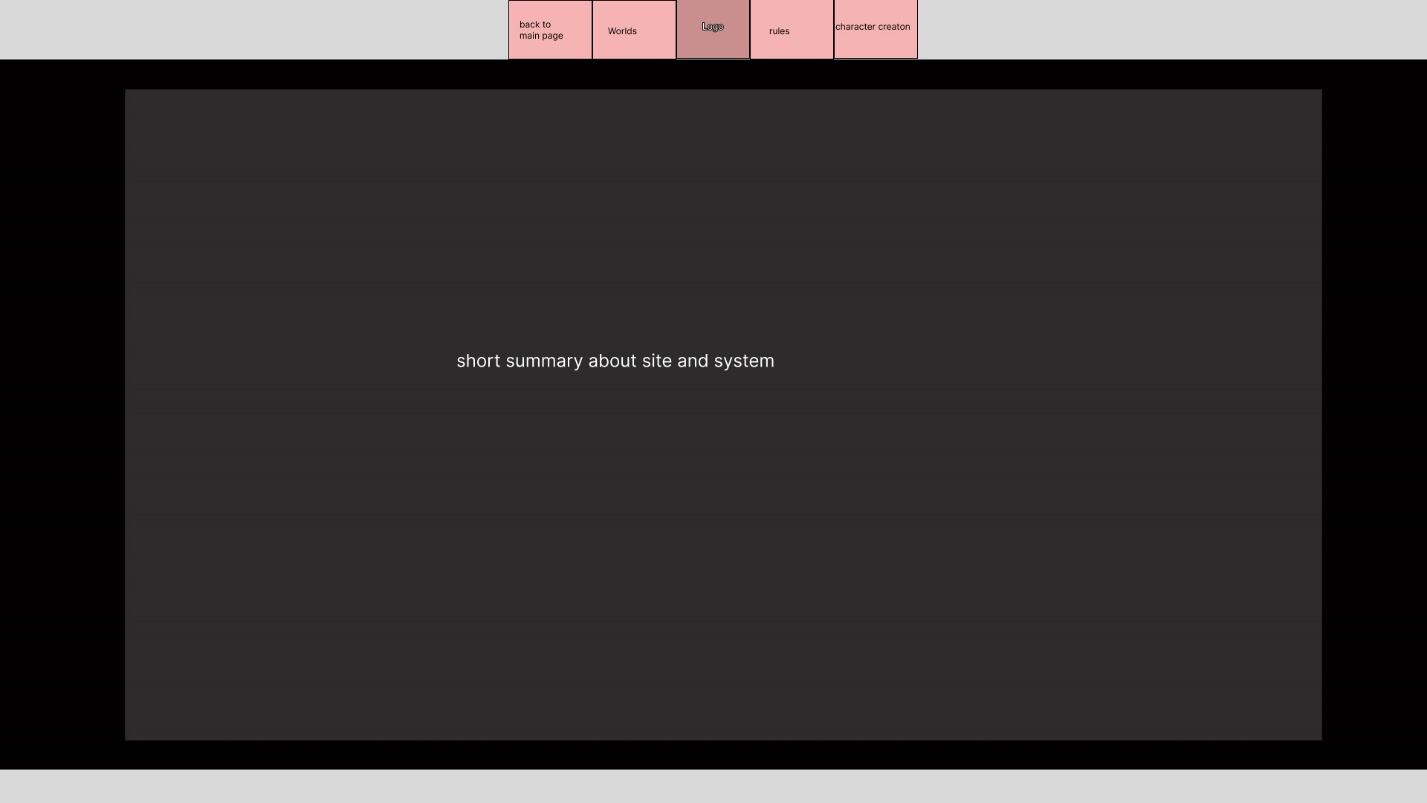 back to
main page
Worlds
Logo
rules
character creaton
short summary about site and system